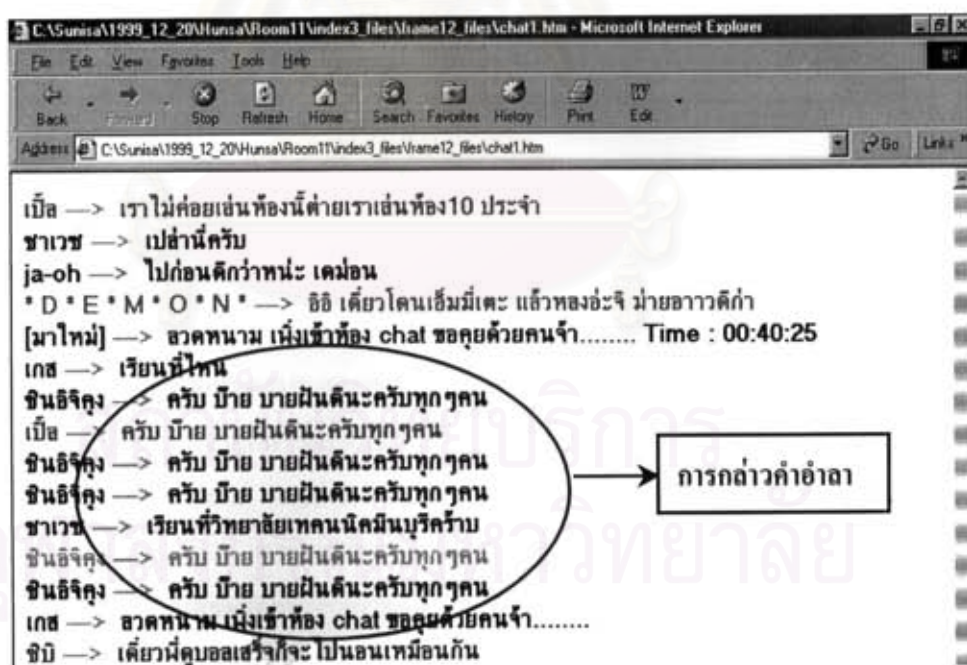 C:\Sunisa\1999_12_20\Hunsa\Room11\index3_files\frame12_files\chat1.htm - Microsoft Internet Explorer
File Edit View Favorites Tools Help
Back Forward Stop Refresh Home Search Favorites History Print Edit
Address C:\Sunisa\1999_12_20\Hunsa\Room11\index3_files\frame12_files\chat1.htm Go Links
เปิ้ล —> เราไม่ค่อยเล่นห้องนี้ต่ายเราเล่นห้อง10 ประจำ
ชาเวช —> เปล่านี่ครับ
ja-oh —> ไปก่อนดีกว่าหน่ะ เดม่อน
* D * E * M * O * N * —> อิอิ เดี่ยวโดนเอ็มมี่เตะ แล้วหลงอ่ะจิ ม่ายอาาวดีก่า
[มาใหม่] —> ลวดหนาม เพิ่งเข้าห้อง chat ขอคุยด้วยคนจ้า........ Time : 00:40:25
เกส —> เรียนที่ไหน
ชินอิจิคุง —> ครับ บ๊าย บายฝันดีนะครับทุกๆคน
เปิ้ล —> ครับ บ๊าย บายฝันดีนะครับทุกๆคน
ชินอิจิคุง —> ครับ บ๊าย บายฝันดีนะครับทุกๆคน
ชินอิจิคุง —> ครับ บ๊าย บายฝันดีนะครับทุกๆคน
การกล่าวคำอำลา
ชาเวช —> เรียนที่วิทยาลัยเทคนนิคมีนบุรีคร้าบ
ชินอิจิคุง —> ครับ บ๊าย บายฝันดีนะครับทุกๆคน
ชินอิจิคุง —> ครับ บ๊าย บายฝันดีนะครับทุกๆคน
เกส —> ลวดหนาม เพิ่งเข้าห้อง chat ขอคุยด้วยคนจ้า........
ชิบิ —> เดี่ยวนี่ดูบอลเสร็จก็จะไปนอนเหมือนกัน